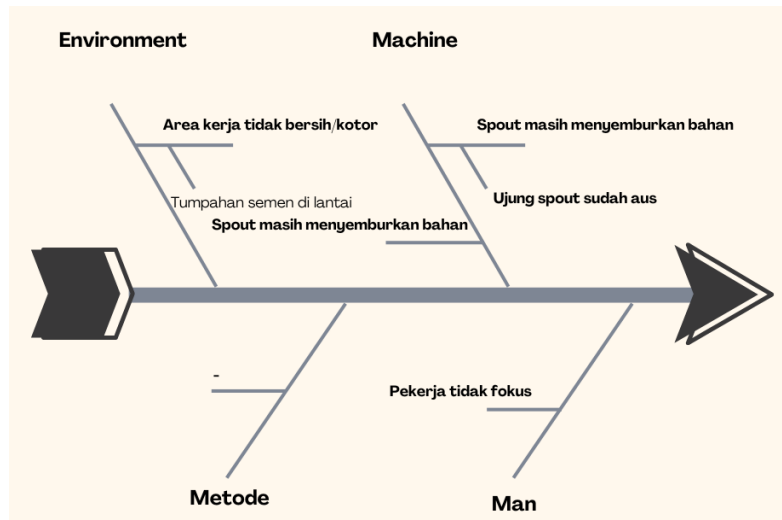 Environment
Machine
Area kerja tidak bersih/kotor
Spout masih menyemburkan bahan
Tumpahan semen di lantai
Ujung spout sudah aus
Spout masih menyemburkan bahan
-
Pekerja tidak fokus
Metode
Man